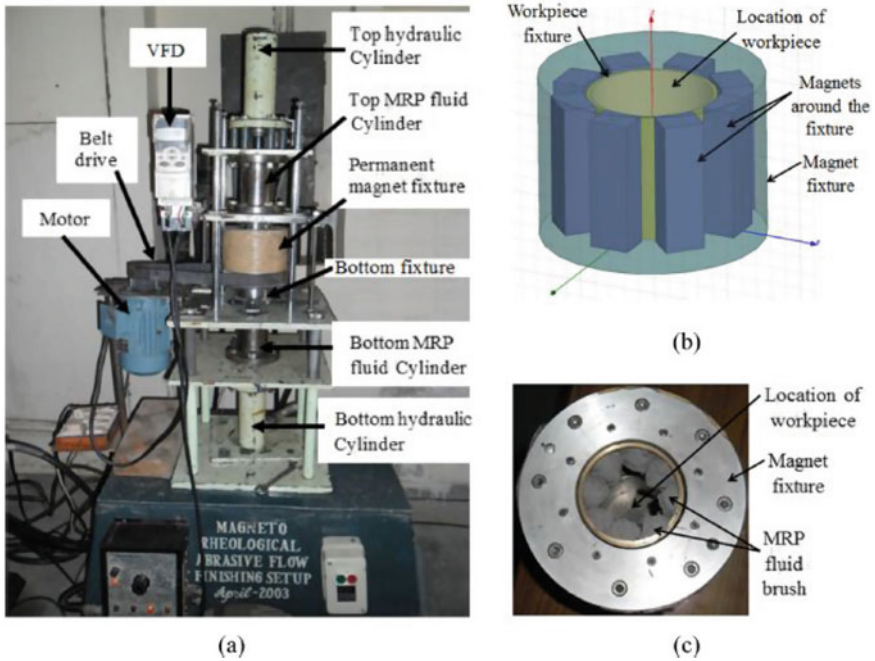 VFD
Belt
drive
Motor
Top hydraulic
Cylinder
Top MRP fluid
Cylinder
Permanent
magnet fixture
Bottom fixture
Bottom MRP
fluid Cylinder
Bottom hydraulic
Cylinder
MAGNETO
RHEOLOGICAL
ABRASIVE FLOW
FINISHING SETUP
April-2003
(a)
Workpiece
fixture
Location of
workpiece
Magnets
around the
fixture
Magnet
fixture
(b)
Location of
workpiece
Magnet
fixture
MRP
fluid
brush
(c)